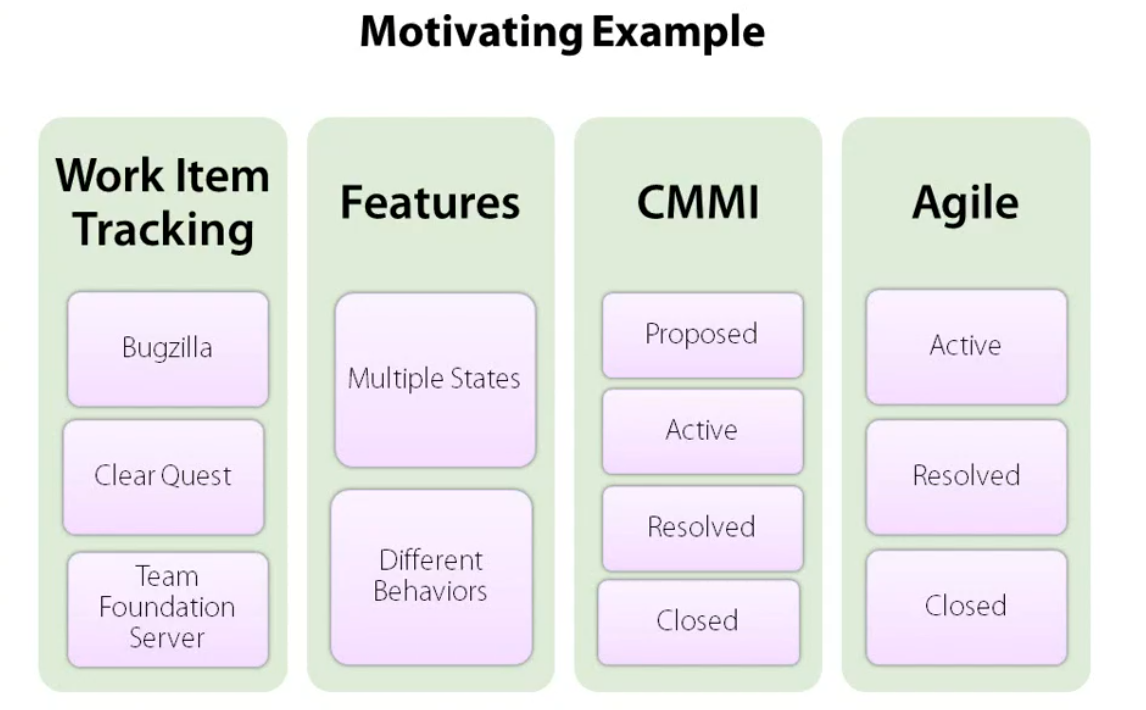 Motivating Example
Work Item
Tracking
Bugzilla
Clear Quest
Team
Foundation
Server
Features
Multiple States
Different
Behaviors
CMMI
Proposed
Active
Resolved
Closed
Agile
Active
Resolved
Closed